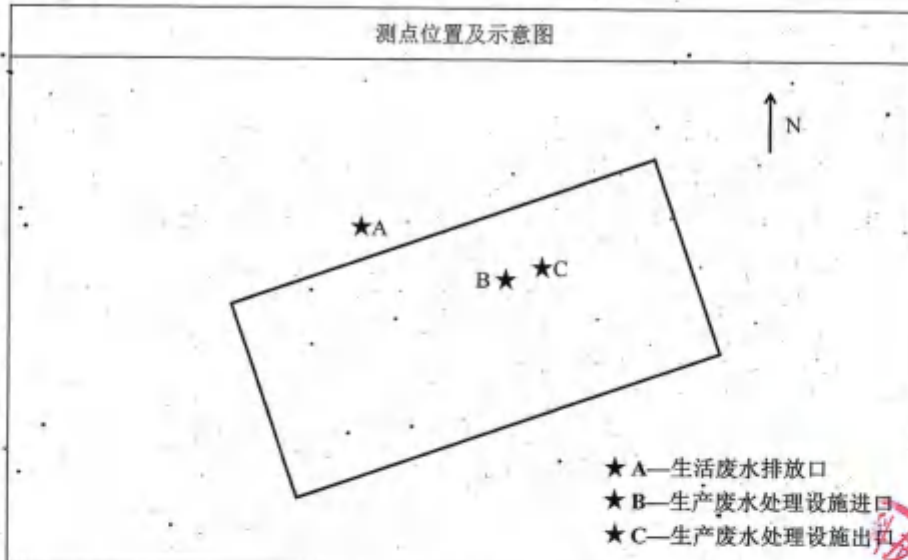 测点位置及示意图
N
★A
B★ ★C
★A—生活废水排放口
★B—生产废水处理设施进口
★C—生产废水处理设施出口